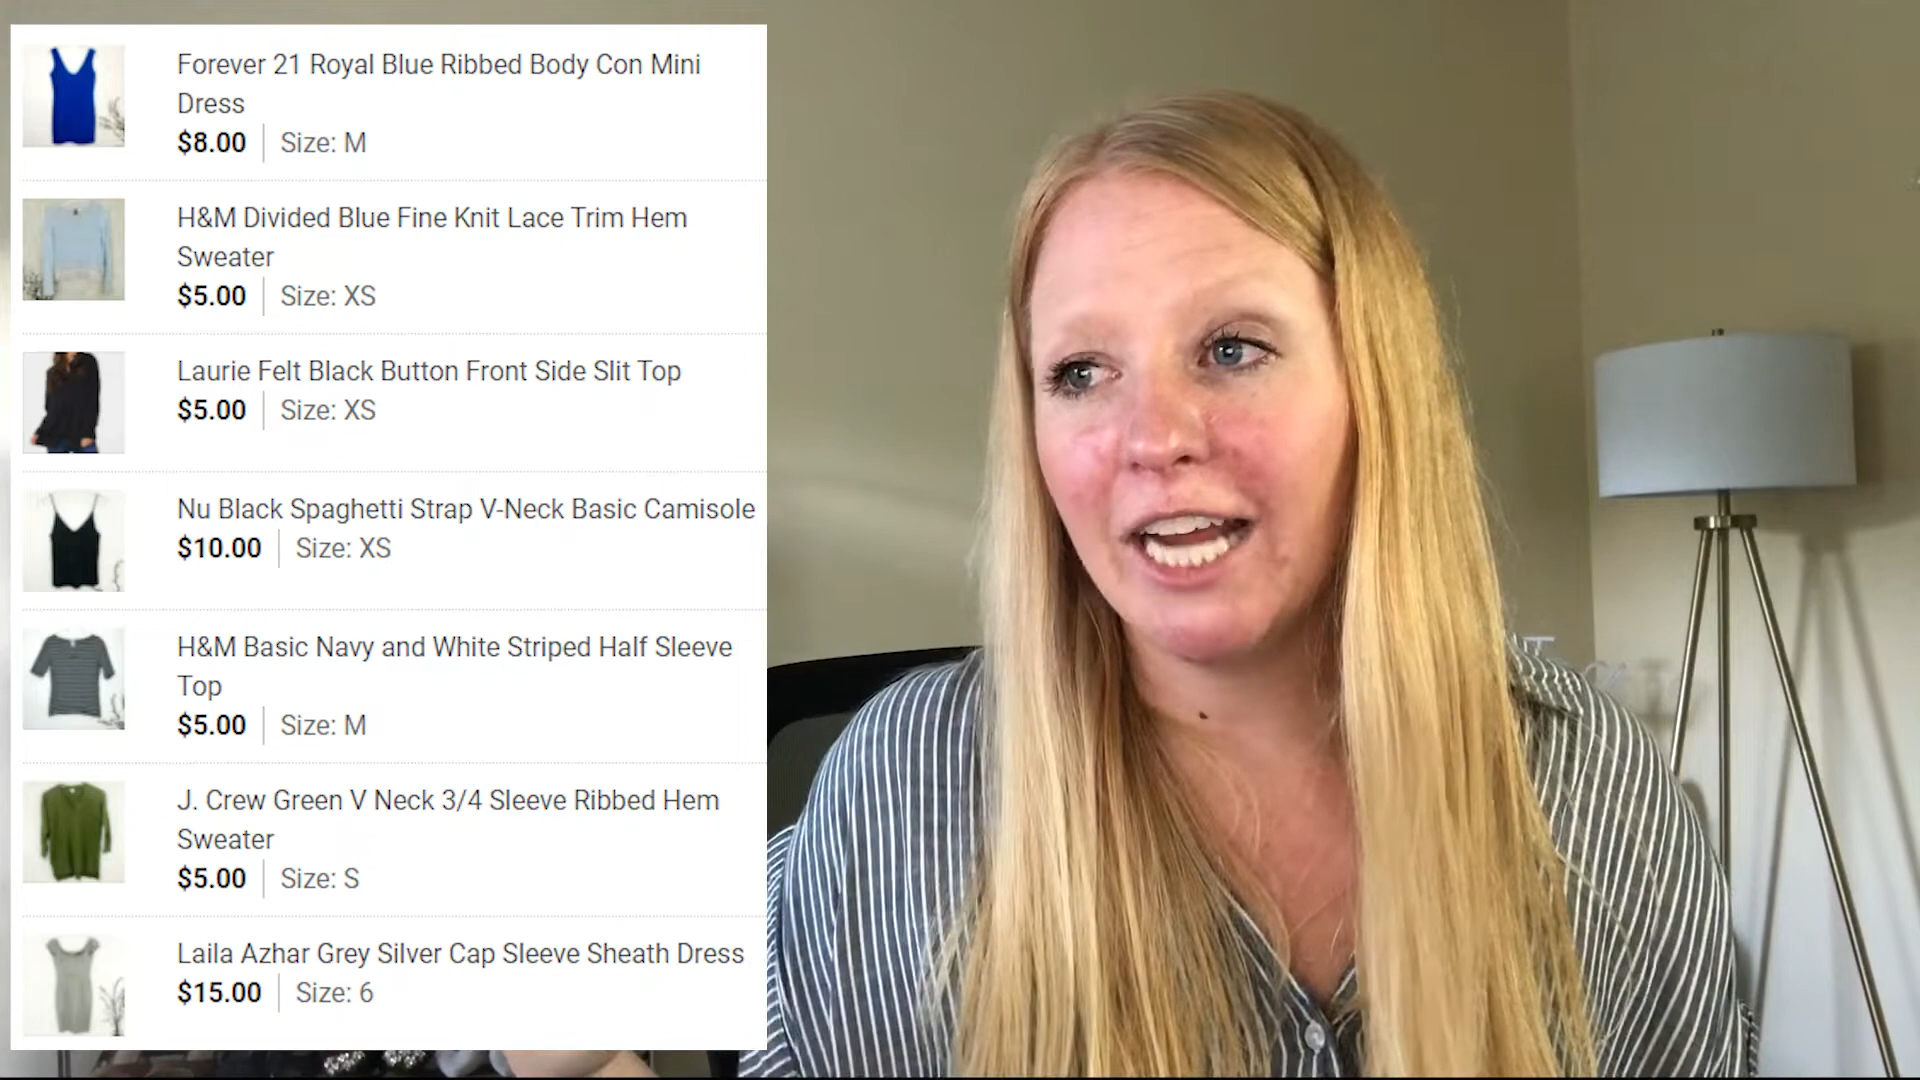 Forever 21 Royal Blue Ribbed Body Con Mini
Dress
$8.00 Size: M
H&M Divided Blue Fine Knit Lace Trim Hem
Sweater
$5.00 Size: XS
Laurie Felt Black Button Front Side Slit Top
$5.00 Size: XS
Nu Black Spaghetti Strap V-Neck Basic Camisole
$10.00 Size: XS
H&M Basic Navy and White Striped Half Sleeve
Top
$5.00 Size: M
J. Crew Green V Neck 3/4 Sleeve Ribbed Hem
Sweater
$5.00 Size: S
Laila Azhar Grey Silver Cap Sleeve Sheath Dress
$15.00 Size: 6